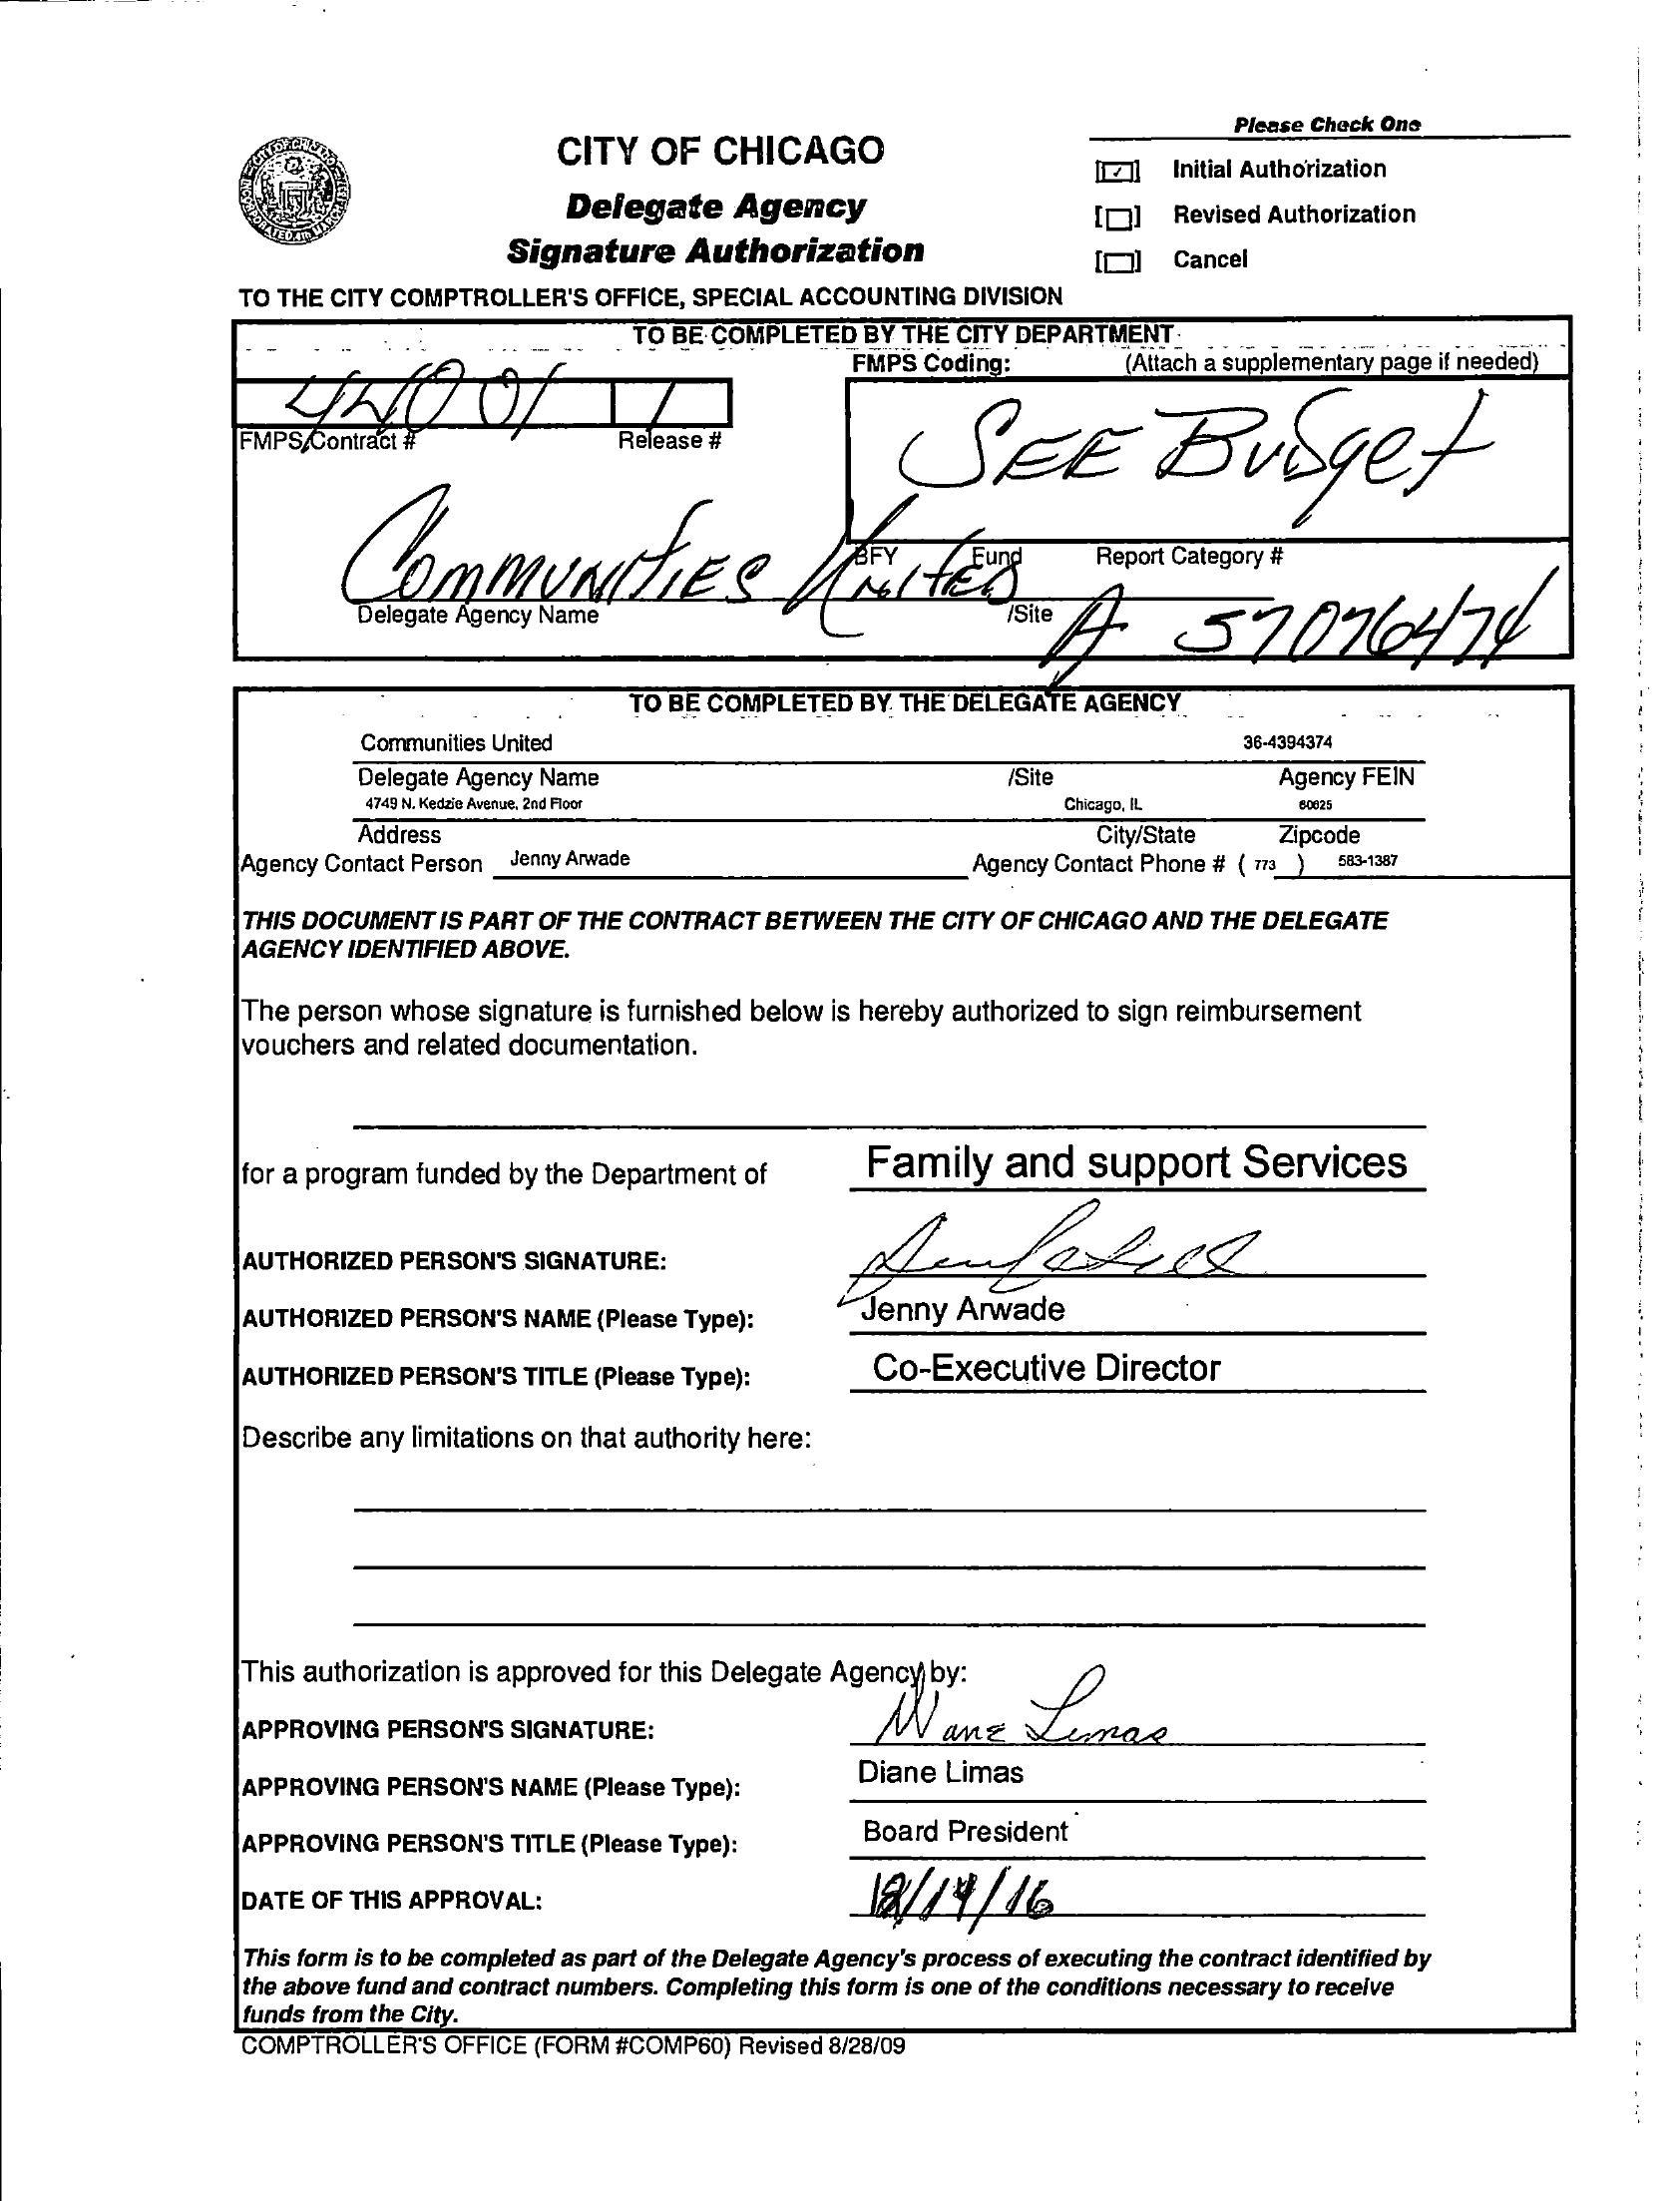 Please Check One
CITY OF CHICAGO
Delegate Agency
Signature Authorization
[☑] Initial Authorization
[☐] Revised Authorization
[☐] Cancel
TO THE CITY COMPTROLLER'S OFFICE, SPECIAL ACCOUNTING DIVISION
TO BE COMPLETED BY THE CITY DEPARTMENT
FMPS Coding: (Attach a supplementary page if needed)
1
FMPS/Contract # Release #
SEE Budget
BFY Fund Report Category #
Communities United
Delegate Agency Name /Site
57076474
TO BE COMPLETED BY THE DELEGATE AGENCY
Communities United 36-4394374
Delegate Agency Name /Site Agency FEIN
4749 N. Kedzie Avenue, 2nd Floor Chicago, IL 60625
Address City/State Zipcode
Agency Contact Person Jenny Arwade Agency Contact Phone # ( 773 ) 583-1387
THIS DOCUMENT IS PART OF THE CONTRACT BETWEEN THE CITY OF CHICAGO AND THE DELEGATE
AGENCY IDENTIFIED ABOVE.
The person whose signature is furnished below is hereby authorized to sign reimbursement
vouchers and related documentation.
for a program funded by the Department of Family and support Services
AUTHORIZED PERSON'S SIGNATURE:
AUTHORIZED PERSON'S NAME (Please Type): Jenny Arwade
AUTHORIZED PERSON'S TITLE (Please Type): Co-Executive Director
Describe any limitations on that authority here:
This authorization is approved for this Delegate Agency by:
APPROVING PERSON'S SIGNATURE: Diane Limas
APPROVING PERSON'S NAME (Please Type): Diane Limas
APPROVING PERSON'S TITLE (Please Type): Board President
DATE OF THIS APPROVAL: 12/14/16
This form is to be completed as part of the Delegate Agency's process of executing the contract identified by
the above fund and contract numbers. Completing this form is one of the conditions necessary to receive
funds from the City.
COMPTROLLER'S OFFICE (FORM #COMP60) Revised 8/28/09